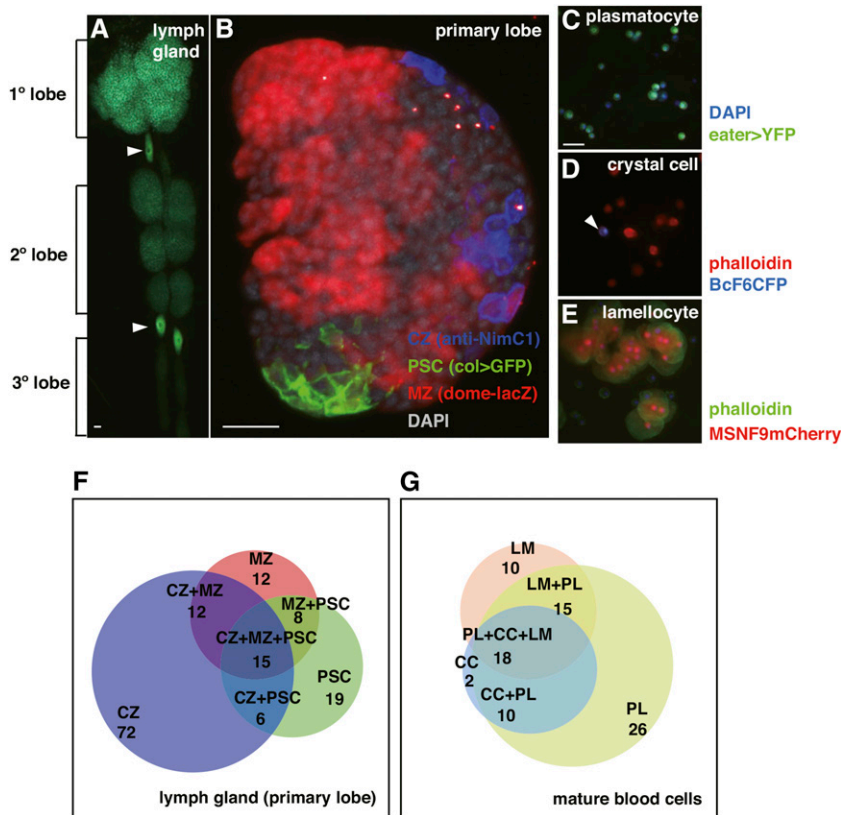 A
lymph
gland
B
primary lobe
C
plasmatocyte
1º lobe
DAPI
eater>YFP
D
crystal cell
2º lobe
phalloidin
BcF6CFP
E
lamellocyte
CZ (anti-NimC1)
PSC (col>GFP)
MZ (dome-lacZ)
DAPI
3º lobe
phalloidin
MSNF9mCherry
F
MZ
12
CZ+MZ
12
MZ+PSC
8
CZ+MZ+PSC
15
PSC
19
CZ+PSC
6
CZ
72
lymph gland (primary lobe)
G
LM
10
LM+PL
15
PL+CC+LM
18
CC
2
CC+PL
10
PL
26
mature blood cells